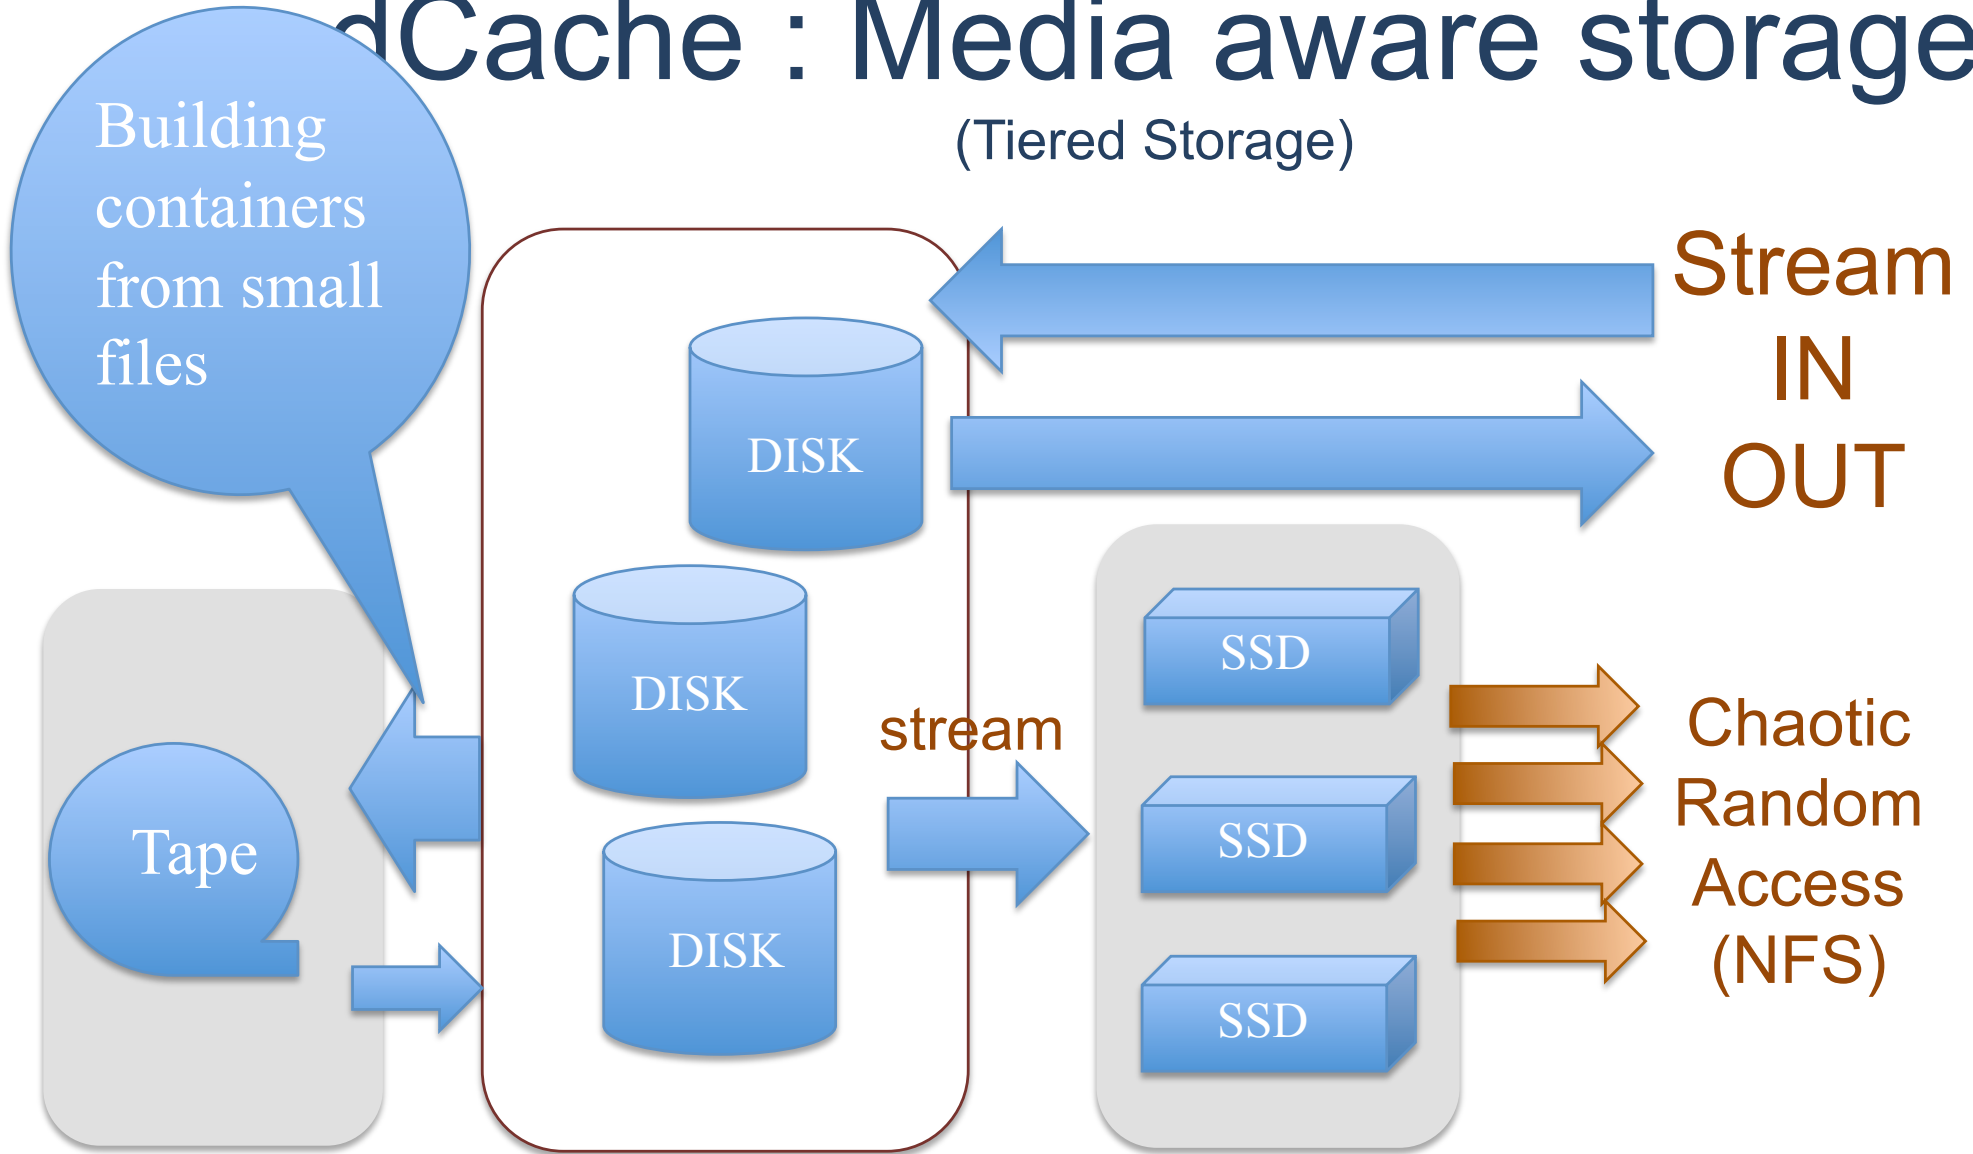 dCache : Media aware storage
(Tiered Storage)
Building
containers
from small
files
Stream
IN
OUT
DISK
DISK
DISK
stream
Tape
SSD
SSD
SSD
Chaotic
Random
Access
(NFS)